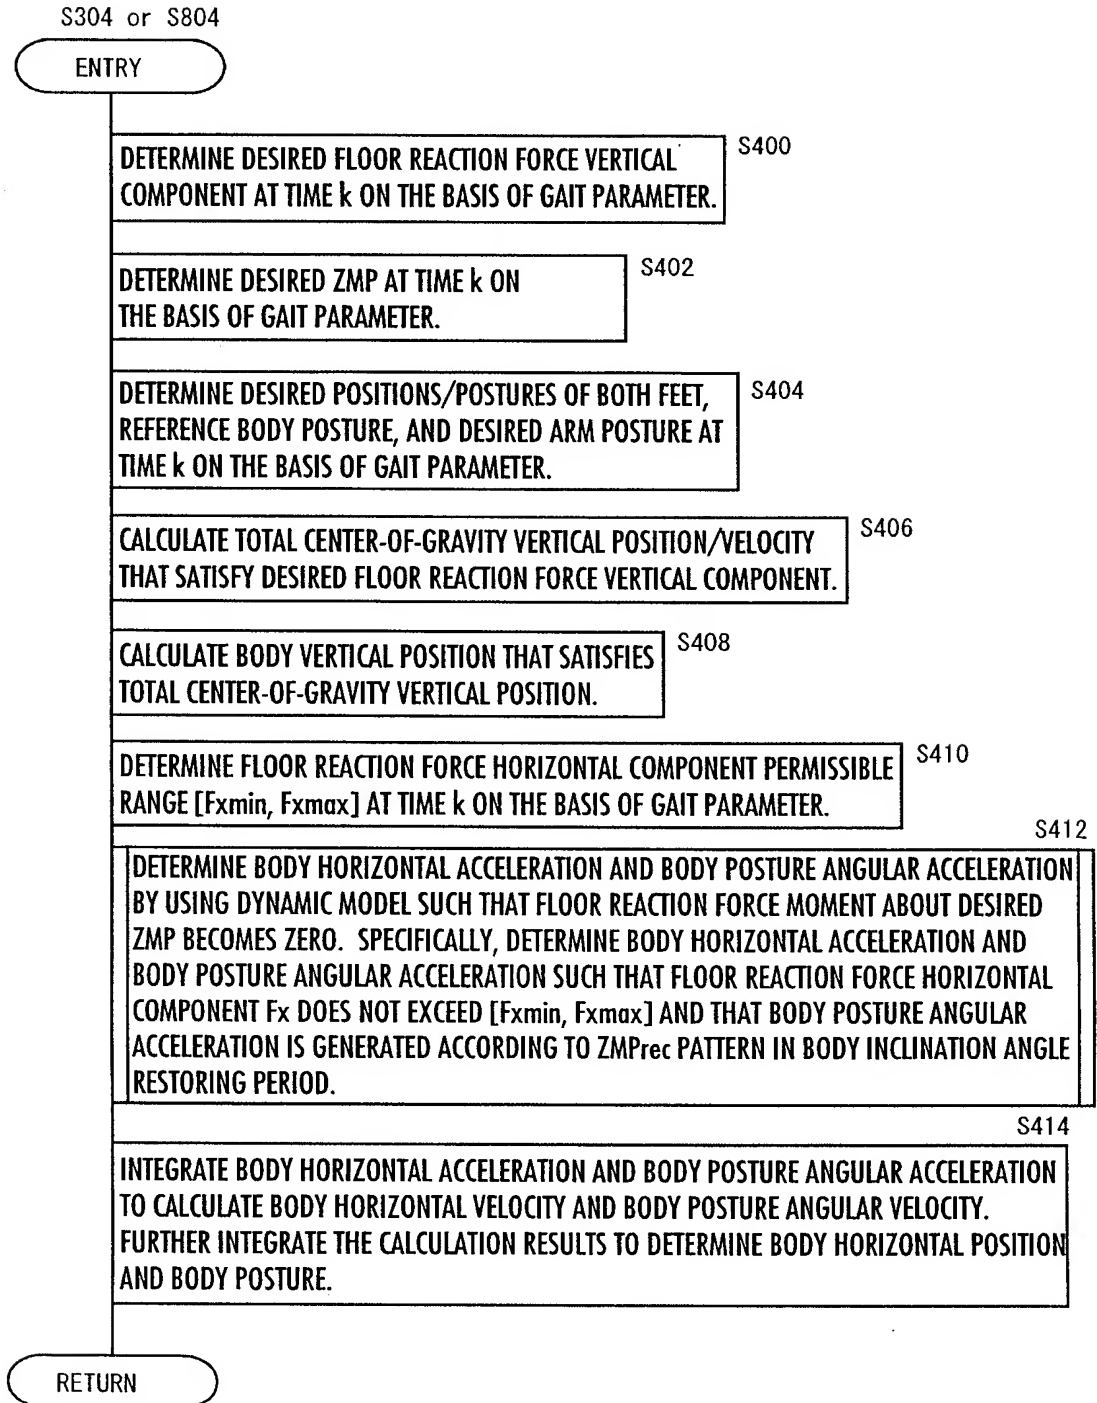 S304 or S804
ENTRY
S400
DETERMINE DESIRED FLOOR REACTION FORCE VERTICAL
COMPONENT AT TIME k ON THE BASIS OF GAIT PARAMETER.
S402
DETERMINE DESIRED ZMP AT TIME k ON
THE BASIS OF GAIT PARAMETER.
S404
DETERMINE DESIRED POSITIONS/POSTURES OF BOTH FEET,
REFERENCE BODY POSTURE, AND DESIRED ARM POSTURE AT
TIME k ON THE BASIS OF GAIT PARAMETER.
S406
CALCULATE TOTAL CENTER-OF-GRAVITY VERTICAL POSITION/VELOCITY
THAT SATISFY DESIRED FLOOR REACTION FORCE VERTICAL COMPONENT.
S408
CALCULATE BODY VERTICAL POSITION THAT SATISFIES
TOTAL CENTER-OF-GRAVITY VERTICAL POSITION.
S410
DETERMINE FLOOR REACTION FORCE HORIZONTAL COMPONENT PERMISSIBLE
RANGE [Fxmin, Fxmax] AT TIME k ON THE BASIS OF GAIT PARAMETER.
S412
DETERMINE BODY HORIZONTAL ACCELERATION AND BODY POSTURE ANGULAR ACCELERATION
BY USING DYNAMIC MODEL SUCH THAT FLOOR REACTION FORCE MOMENT ABOUT DESIRED
ZMP BECOMES ZERO. SPECIFICALLY, DETERMINE BODY HORIZONTAL ACCELERATION AND
BODY POSTURE ANGULAR ACCELERATION SUCH THAT FLOOR REACTION FORCE HORIZONTAL
COMPONENT Fx DOES NOT EXCEED [Fxmin, Fxmax] AND THAT BODY POSTURE ANGULAR
ACCELERATION IS GENERATED ACCORDING TO ZMPrec PATTERN IN BODY INCLINATION ANGLE
RESTORING PERIOD.
S414
INTEGRATE BODY HORIZONTAL ACCELERATION AND BODY POSTURE ANGULAR ACCELERATION
TO CALCULATE BODY HORIZONTAL VELOCITY AND BODY POSTURE ANGULAR VELOCITY.
FURTHER INTEGRATE THE CALCULATION RESULTS TO DETERMINE BODY HORIZONTAL POSITION
AND BODY POSTURE.
RETURN